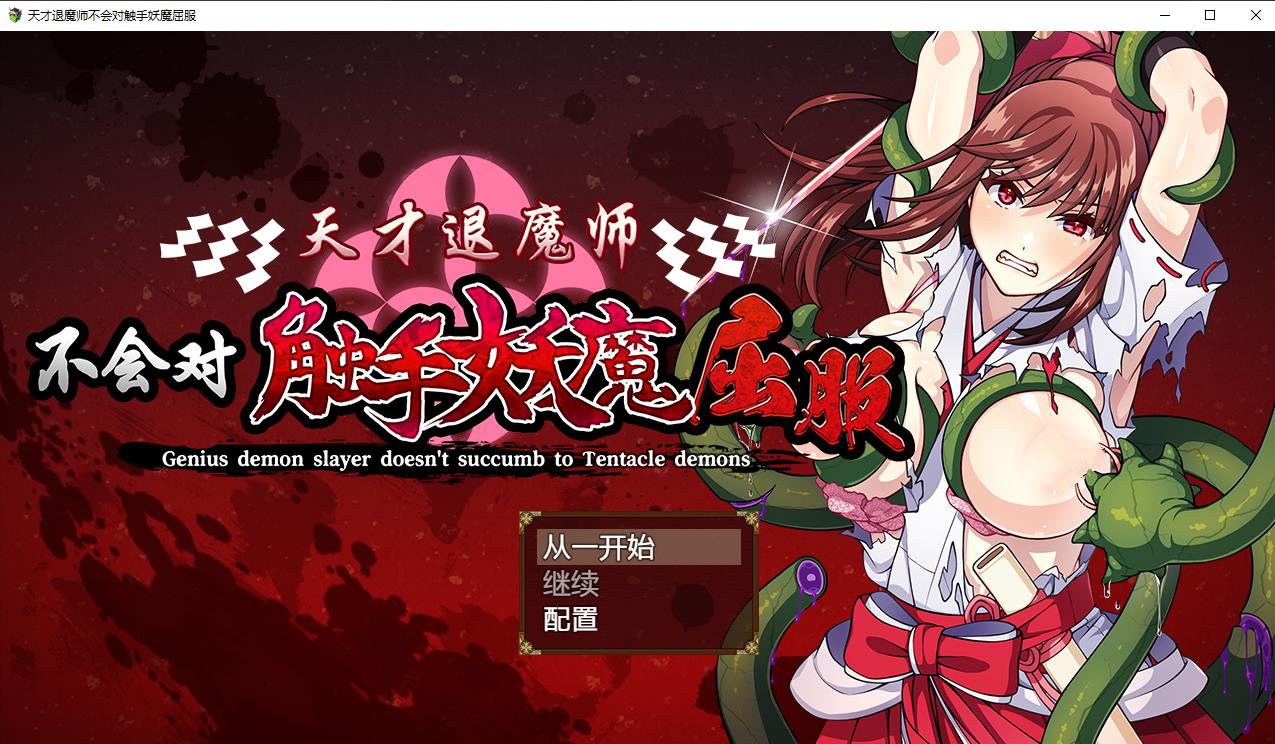 天才退魔师不会对触手妖魔屈服
天才退魔师
不会对触手妖魔屈服
Genius demon slayer doesn't succumb to Tentacle demons
从一开始
继续
配置